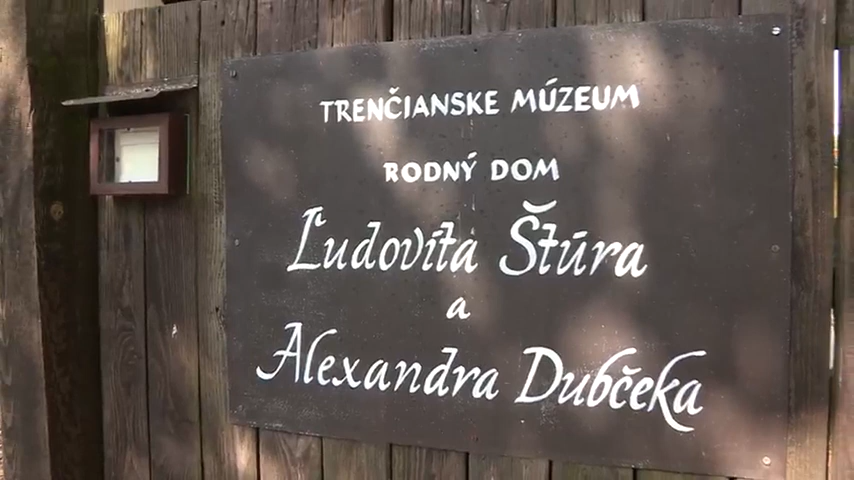 TRENČIANSKE MÚZEUM
RODNÝ DOM
Ľudovíta Štúra
a
Alexandra Dubčeka